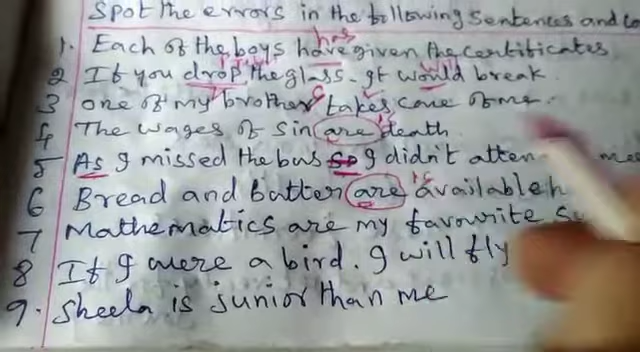 Spot the errors in the following sentences and
has
1. Each of the boys have given the centificates
2 If you drop the glass. It would break.
3 one of my brother s takes care of me.
4 The wages of sin are death.
5 As I missed the bus so I didn't atten
is
6 Bread and butter are available h
7 Mathematics are my favourite
8 If I were a bird. I will fly
9. Sheela is junior than me